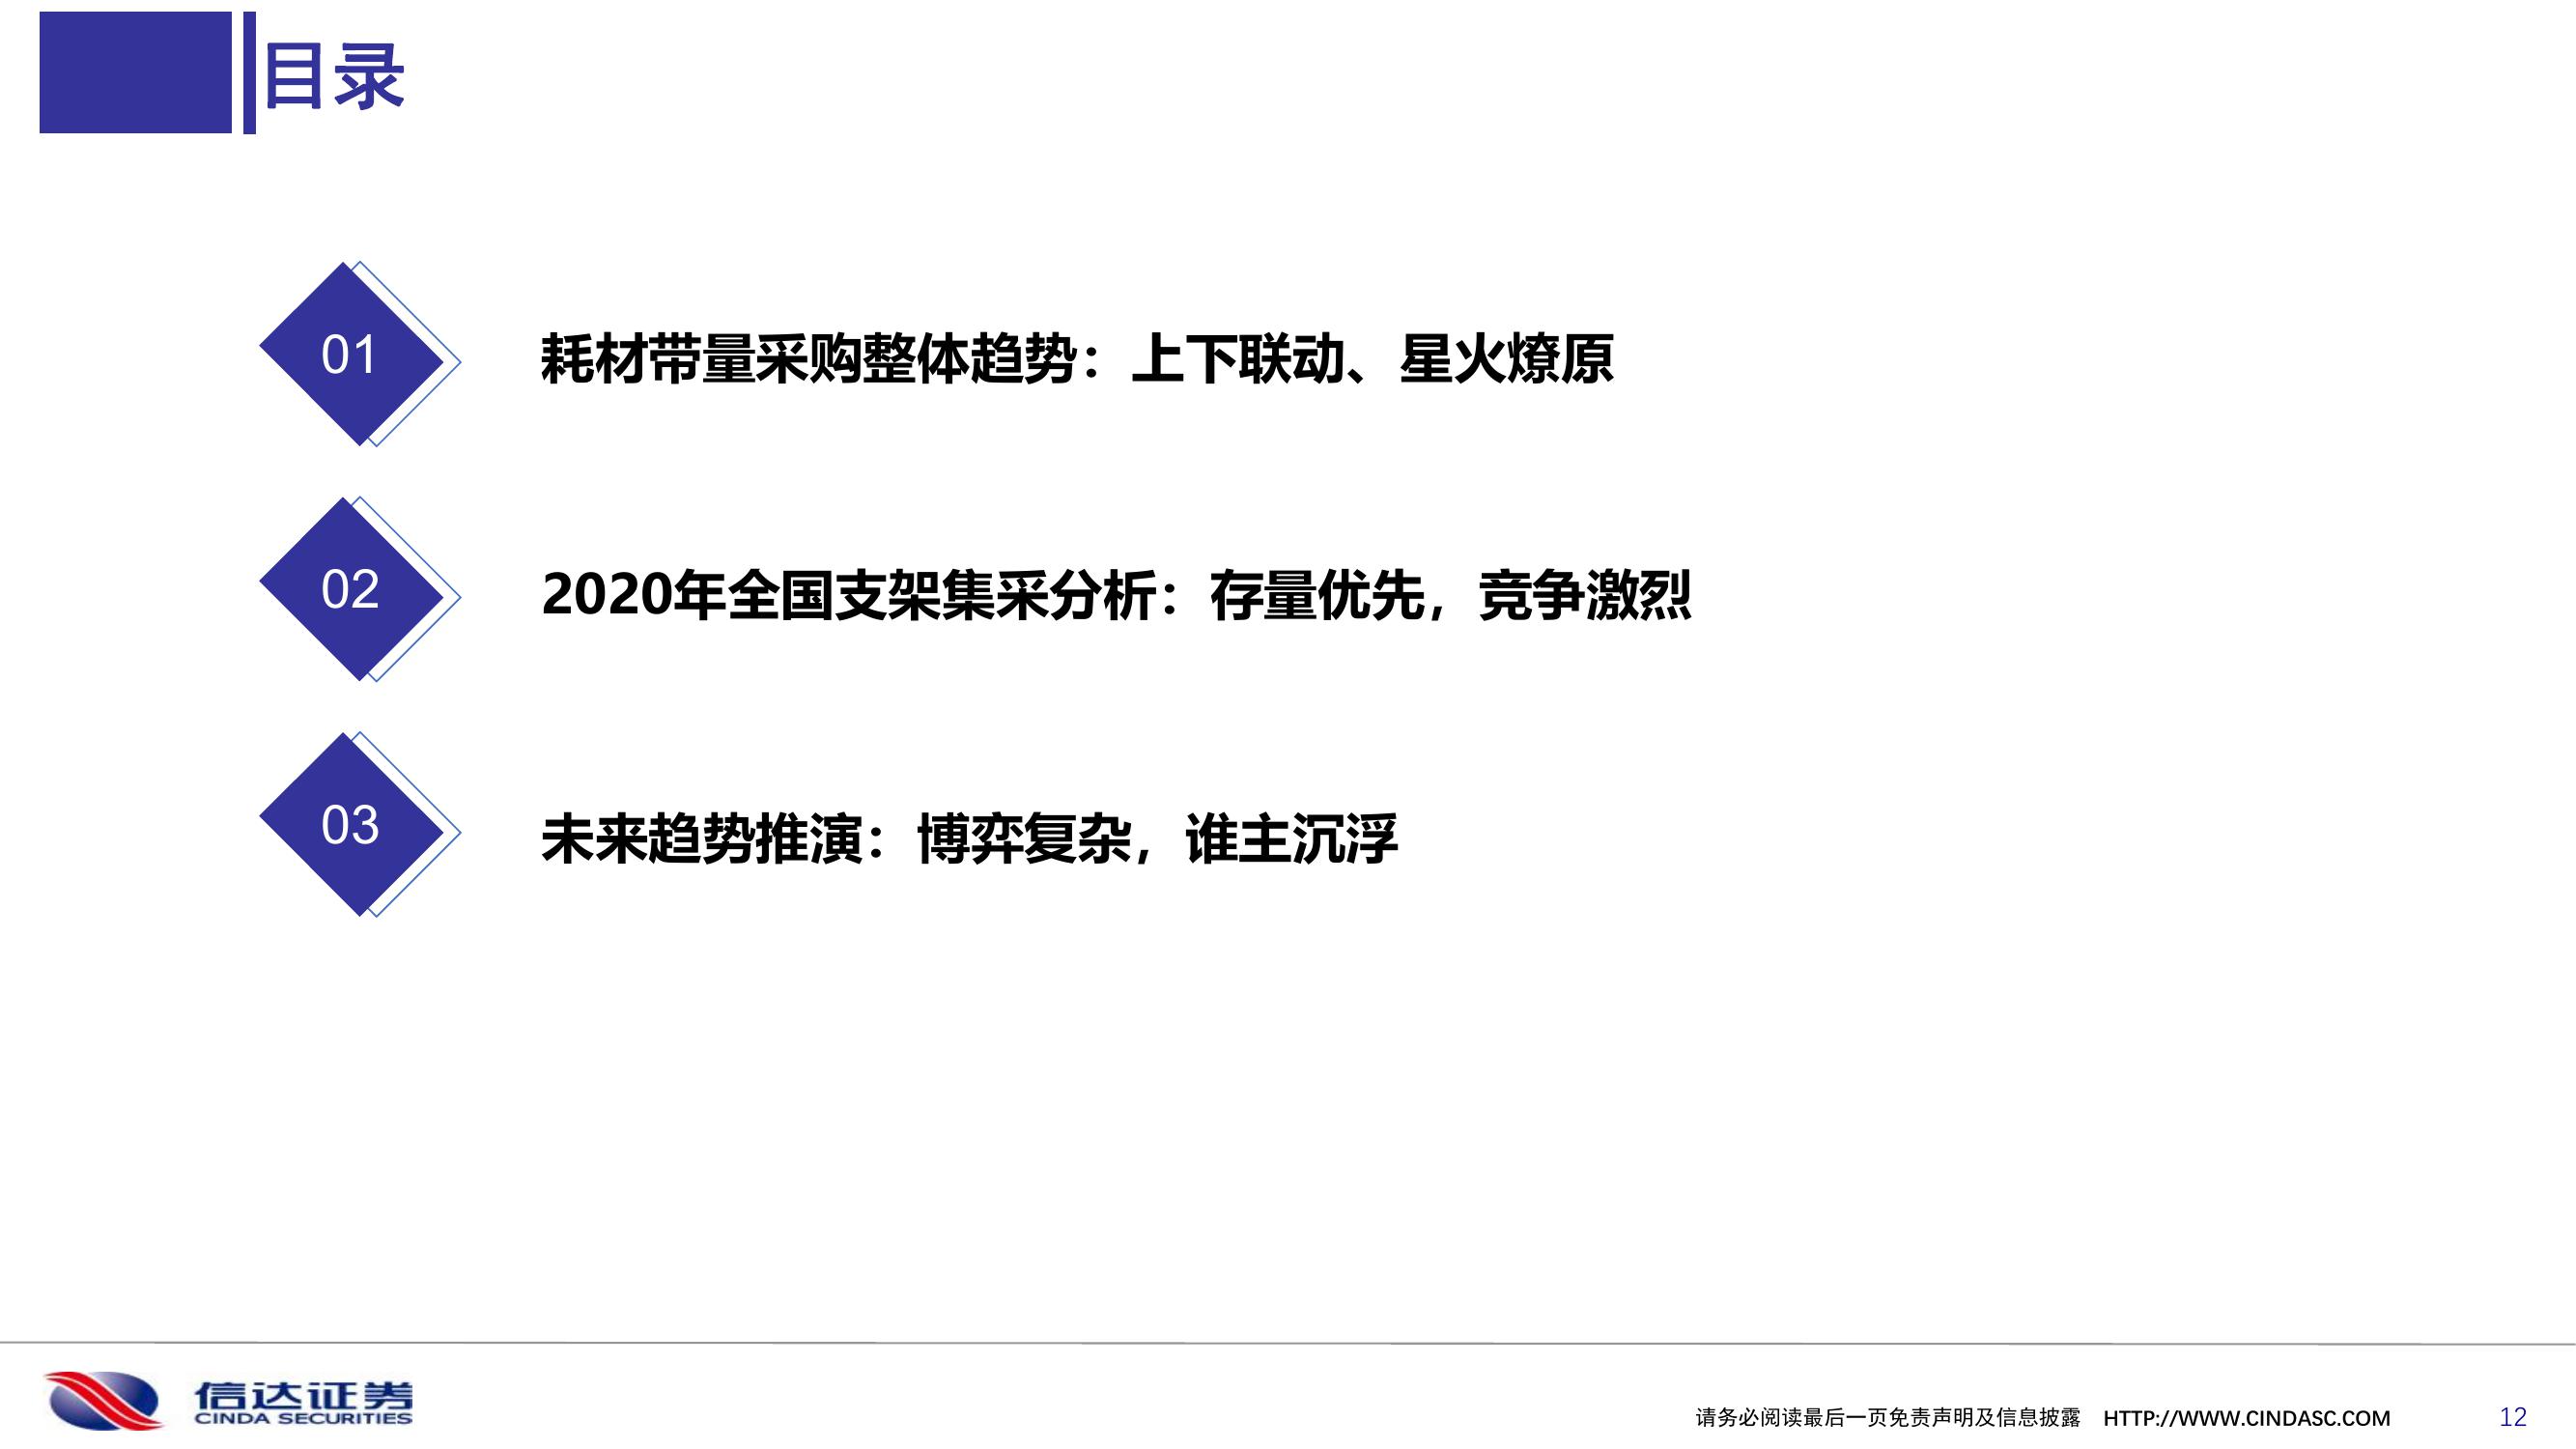 目录
01
耗材带量采购整体趋势：上下联动、星火燎原
02
2020年全国支架集采分析：存量优先，竞争激烈
03
未来趋势推演：博弈复杂，谁主沉浮
信达证券
CINDA SECURITIES
请务必阅读最后一页免责声明及信息披露 HTTP://WWW.CINDASC.COM 12